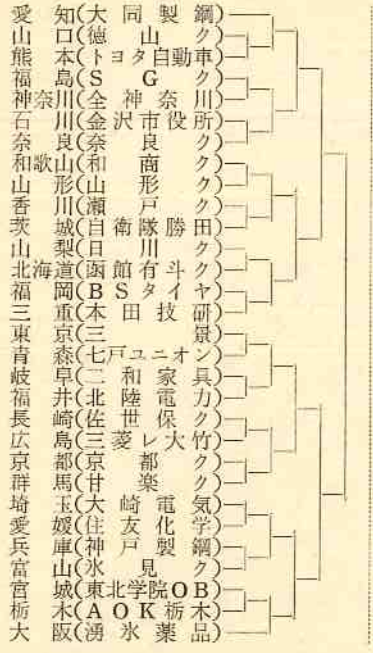 愛知(大同製鋼)
山口(徳山ク)
熊本(トヨタ自動車)
福島(SGク)
神奈川(全神奈川)
石川(金沢市役所)
奈良(奈良ク)
和歌山(和商ク)
山形(山形ク)
香川(瀬戸ク)
茨城(自衛隊勝田)
山梨(日川ク)
北海道(函館有斗ク)
福岡(BSタイヤ)
三重(本田技研)
東京(三景)
青森(七戸ユニオン)
岐阜(二和家具)
福井(北陸電力)
長崎(佐世保ク)
広島(三菱レ大竹)
京都(京都ク)
群馬(甘楽ク)
埼玉(大崎電気)
愛媛(住友化学)
兵庫(神戸製鋼)
富山(氷見ク)
宮城(東北学院OB)
栃木(AOK栃木)
大阪(湧氷薬品)